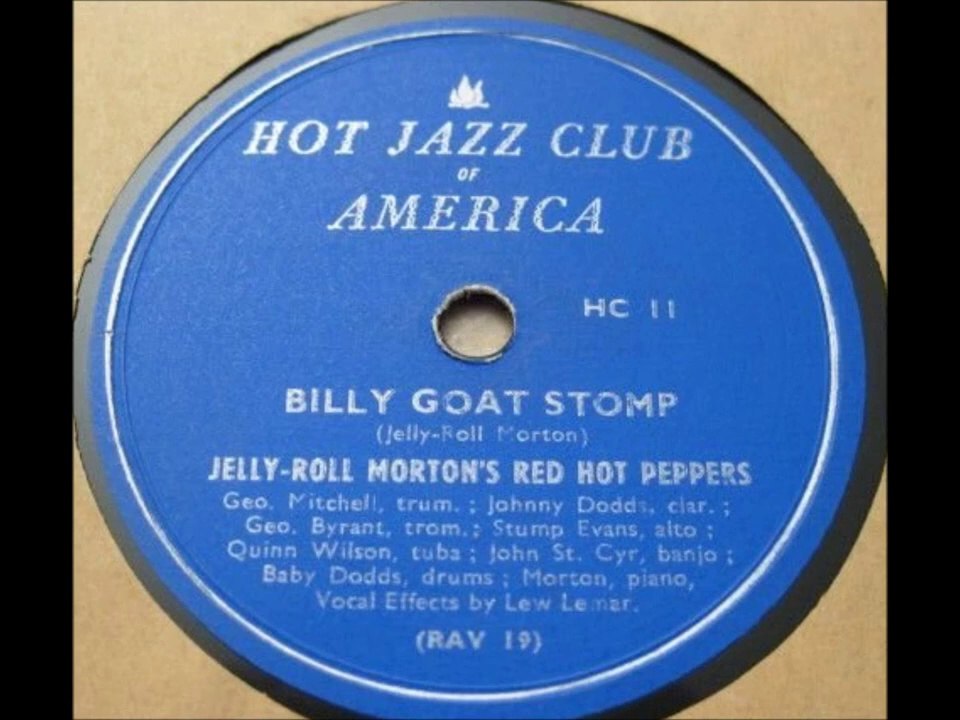 HOT JAZZ CLUB
OF
AMERICA
HC 11
BILLY GOAT STOMP
(Jelly-Roll Morton)
JELLY-ROLL MORTON'S RED HOT PEPPERS
Geo. Mitchell, trum. ; Johnny Dodds, clar. ;
Geo. Byrant, trom.; Stump Evans, alto ;
Quinn Wilson, tuba ; John St. Cyr, banjo ;
Baby Dodds, drums ; Morton, piano,
Vocal Effects by Lew Lemar.
(RAV 19)